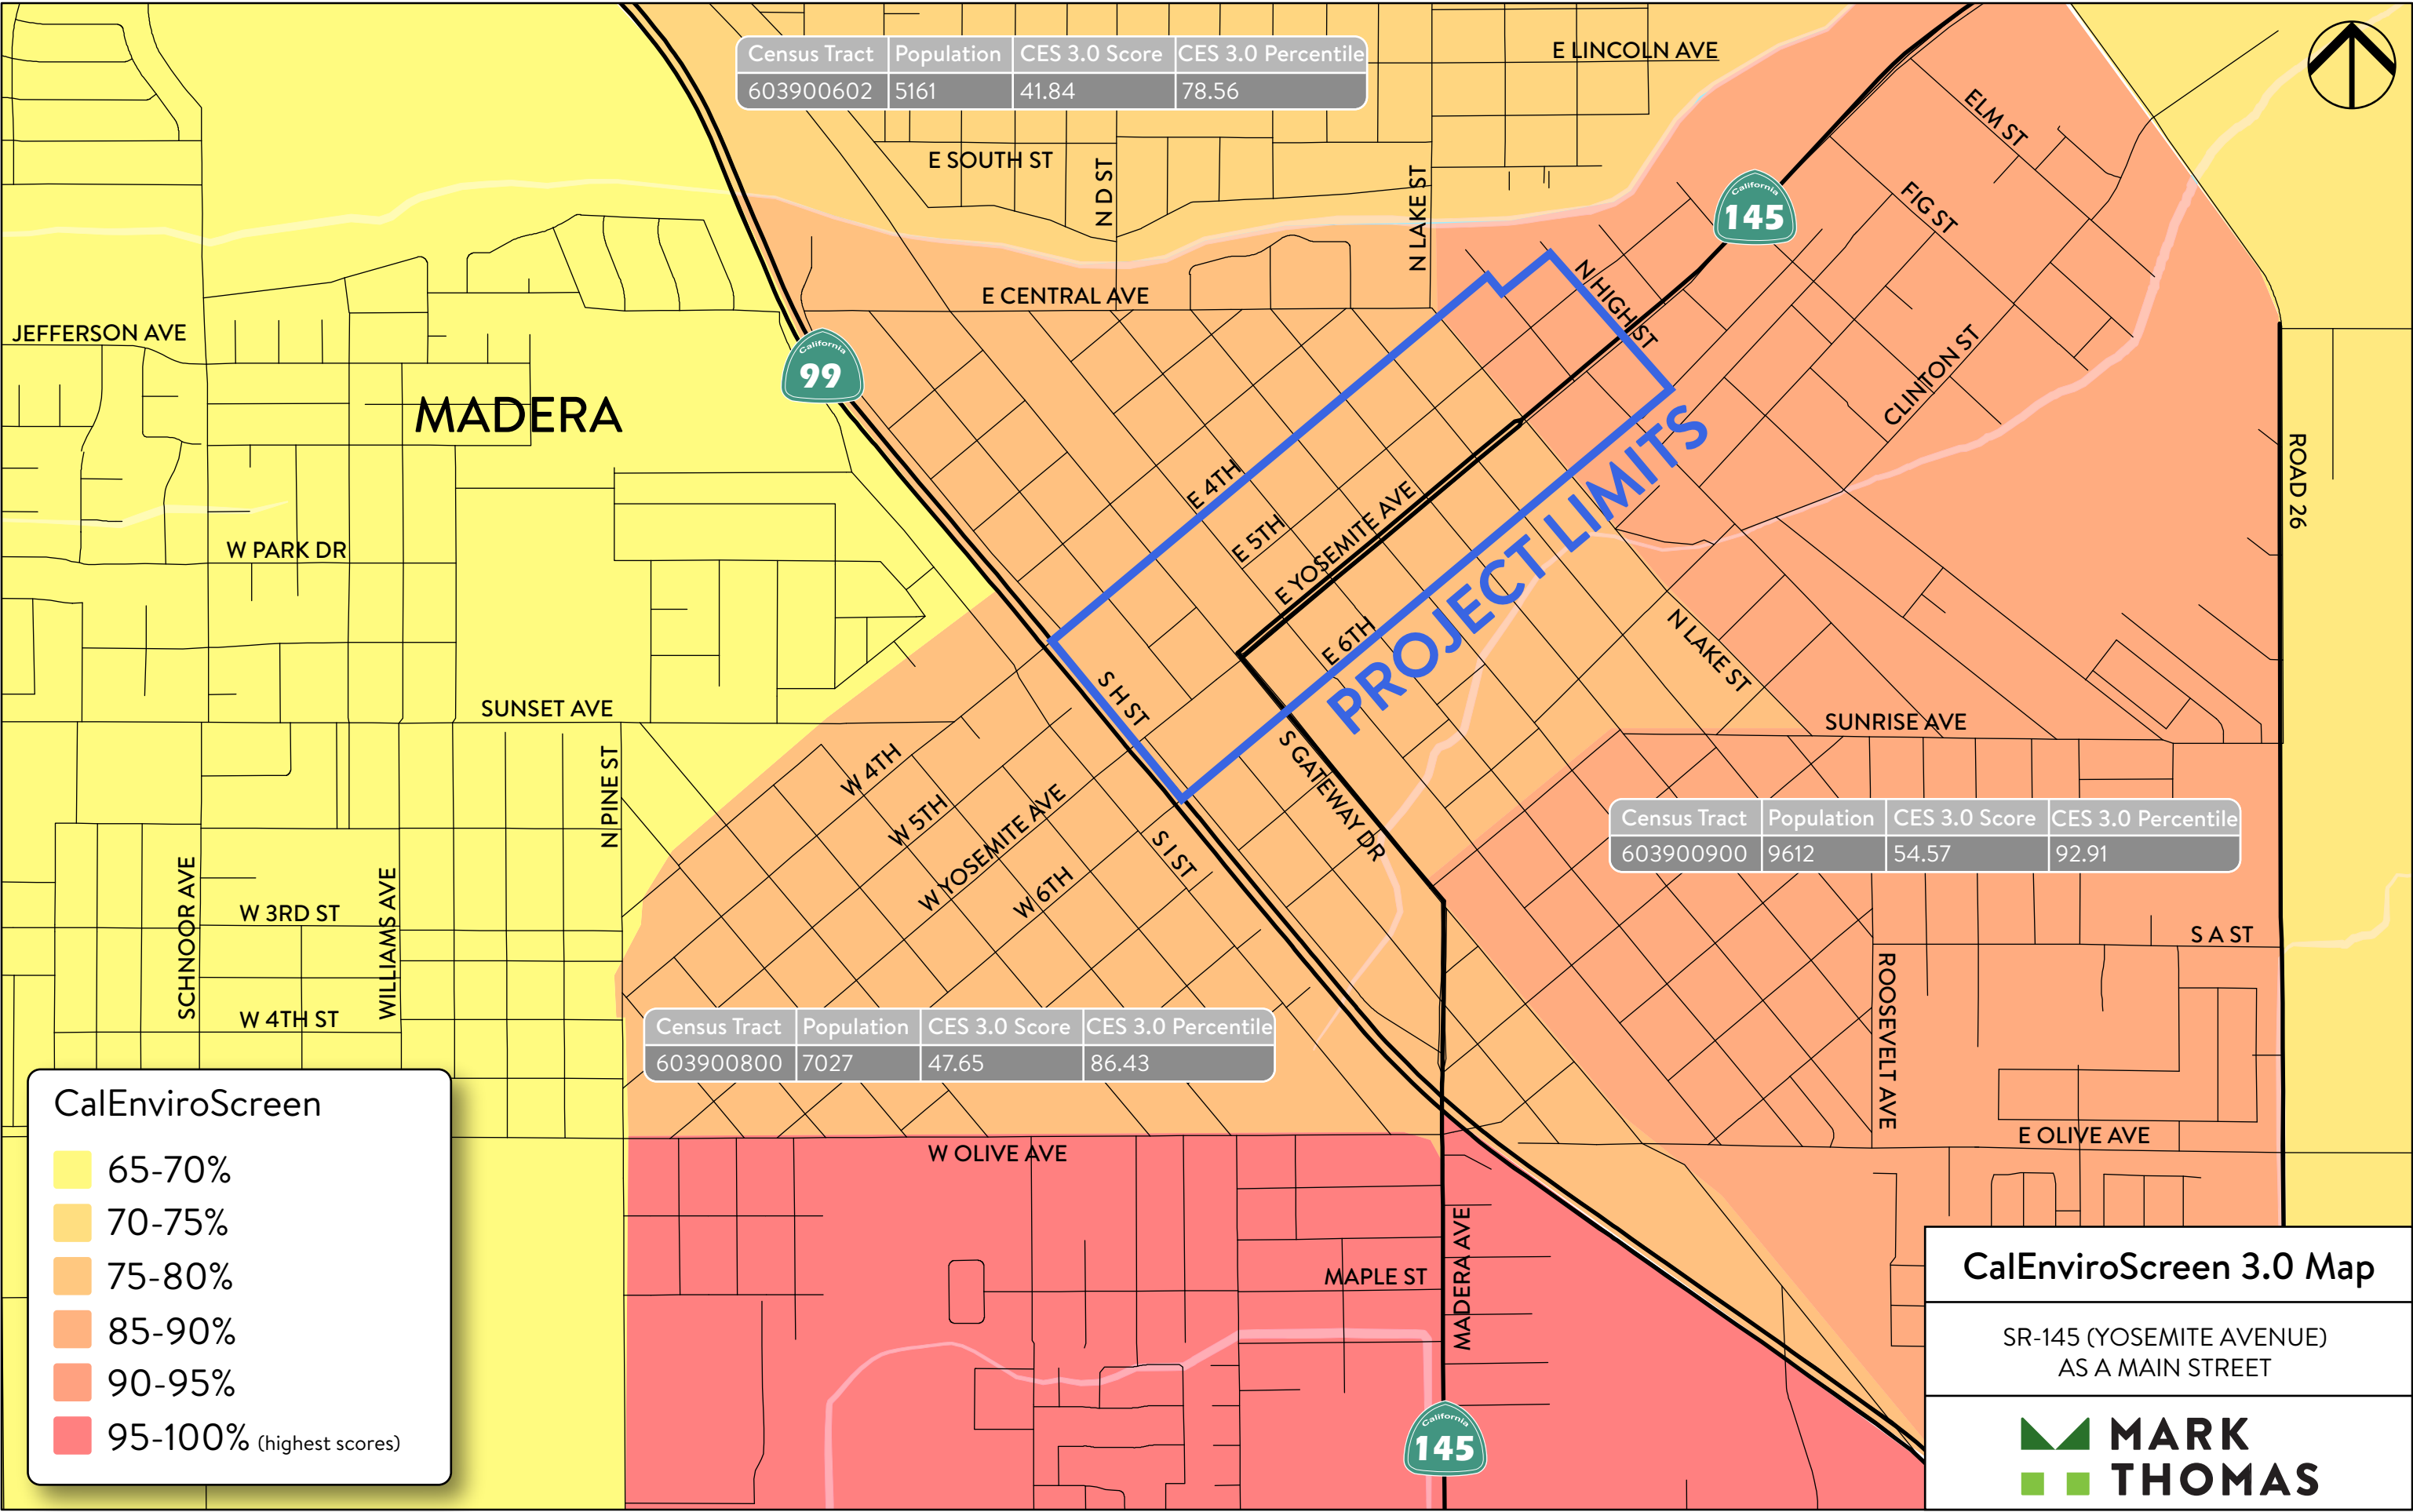 Census Tract Population CES 3.0 Score CES 3.0 Percentile
603900602 5161 41.84 78.56
E LINCOLN AVE
ELM ST
E SOUTH ST
N D ST
N LAKE ST
California
145
FIG ST
N HIGH ST
E CENTRAL AVE
JEFFERSON AVE
California
99
MADERA
CLINTON ST
ROAD 26
E 4TH
E 5TH
E YOSEMITE AVE
E 6TH
PROJECT LIMITS
W PARK DR
N LAKE ST
SUNSET AVE
S H ST
SUNRISE AVE
N PINE ST
W 4TH
W 5TH
W YOSEMITE AVE
W 6TH
S I ST
S GATEWAY DR
Census Tract Population CES 3.0 Score CES 3.0 Percentile
603900900 9612 54.57 92.91
SCHNOOR AVE
WILLIAMS AVE
W 3RD ST
W 4TH ST
S A ST
ROOSEVELT AVE
Census Tract Population CES 3.0 Score CES 3.0 Percentile
603900800 7027 47.65 86.43
W OLIVE AVE
E OLIVE AVE
MAPLE ST
MADERA AVE
California
145
CalEnviroScreen
65-70%
70-75%
75-80%
85-90%
90-95%
95-100% (highest scores)
CalEnviroScreen 3.0 Map
SR-145 (YOSEMITE AVENUE)
AS A MAIN STREET
MARK
THOMAS